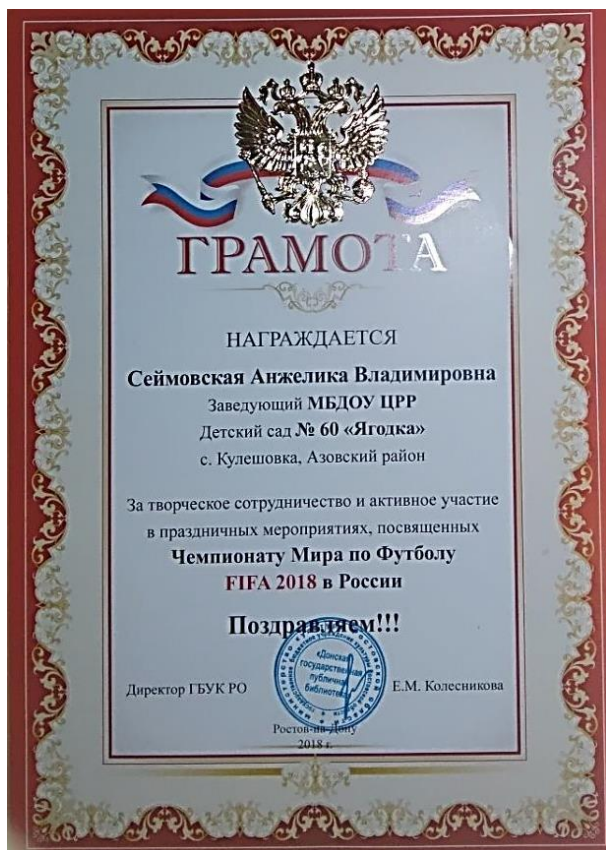 ГРАМОТА
НАГРАЖДАЕТСЯ
Сеймовская Анжелика Владимировна
Заведующий МБДОУ ЦРР
Детский сад № 60 «Ягодка»
с. Кулешовка, Азовский район
За творческое сотрудничество и активное участие
в праздничных мероприятиях, посвященных
Чемпионату Мира по Футболу
FIFA 2018 в России
Поздравляем!!!
«Донская
государственная
публичная
библиотека»
Директор ГБУК РО
Е.М. Колесникова
Ростов-на-Дону
2018 г.